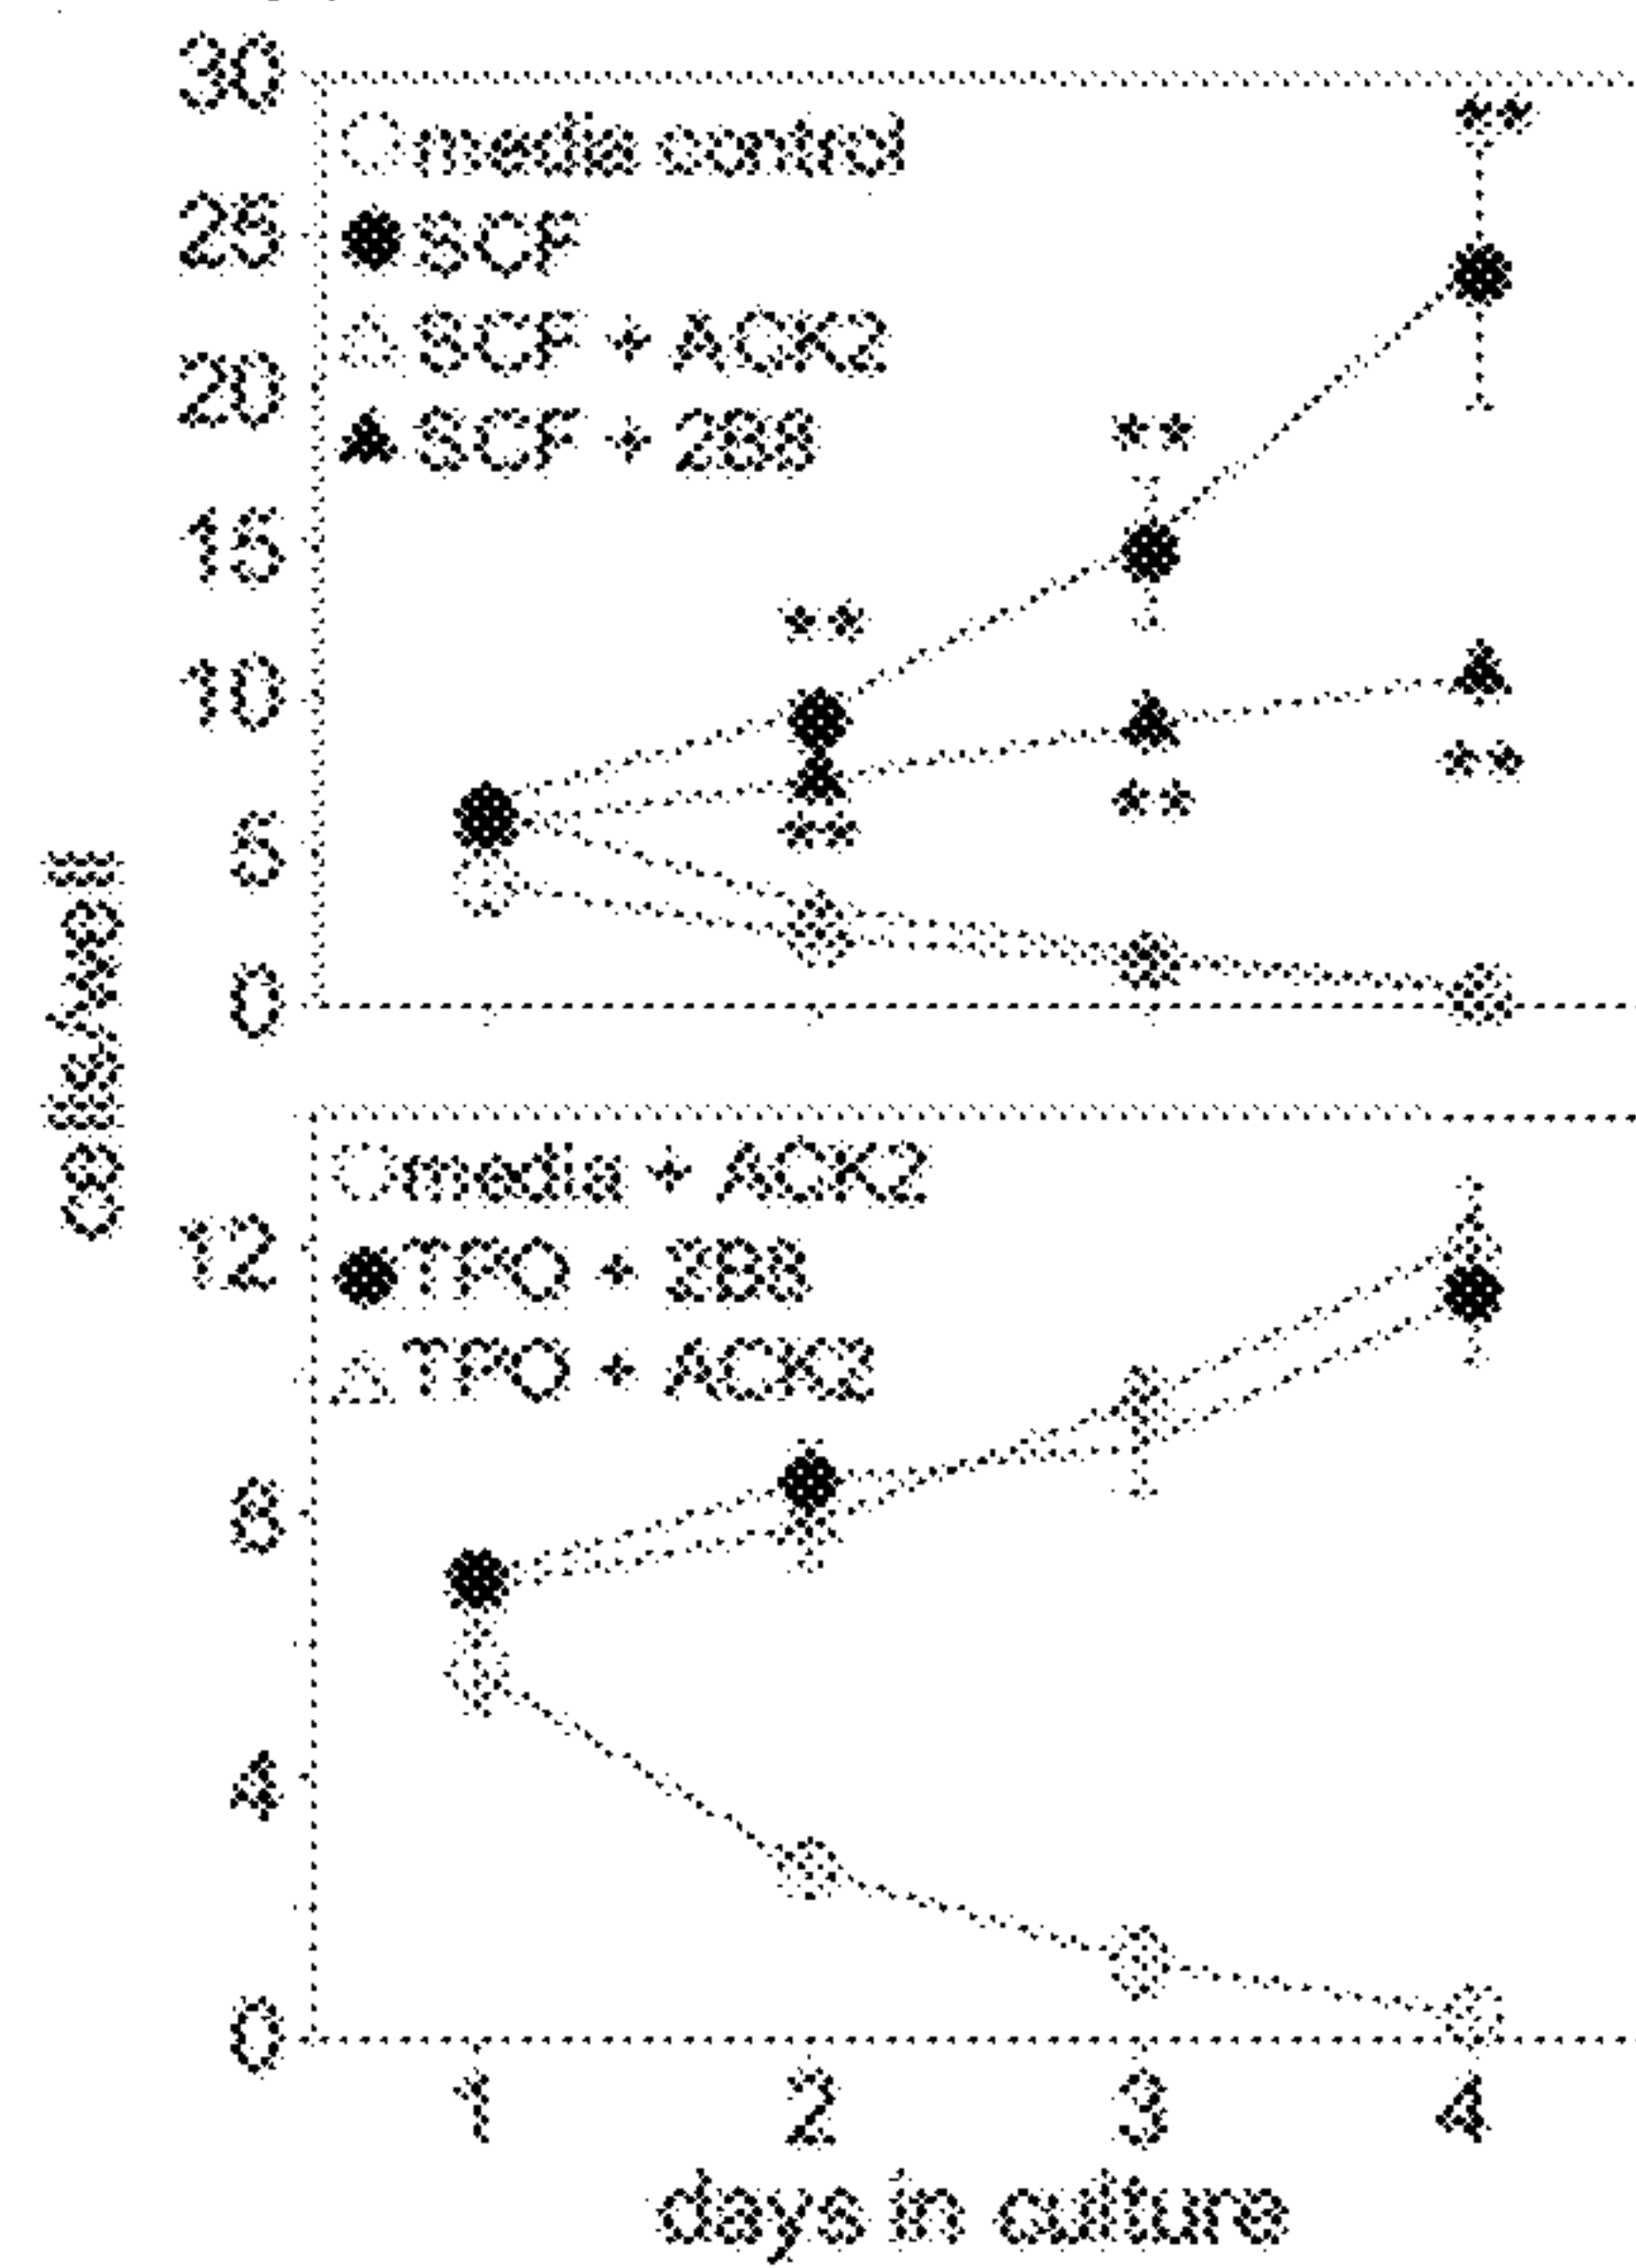 30
media control
25
SCF
SCF + ACK2
20
SCF + 2B8
**
**
15
**
10
**
**
**
5
0
Cells/well
media + ACK2
12
TPO + 2B8
TPO + ACK2
8
4
0
1 2 3 4
days in culture